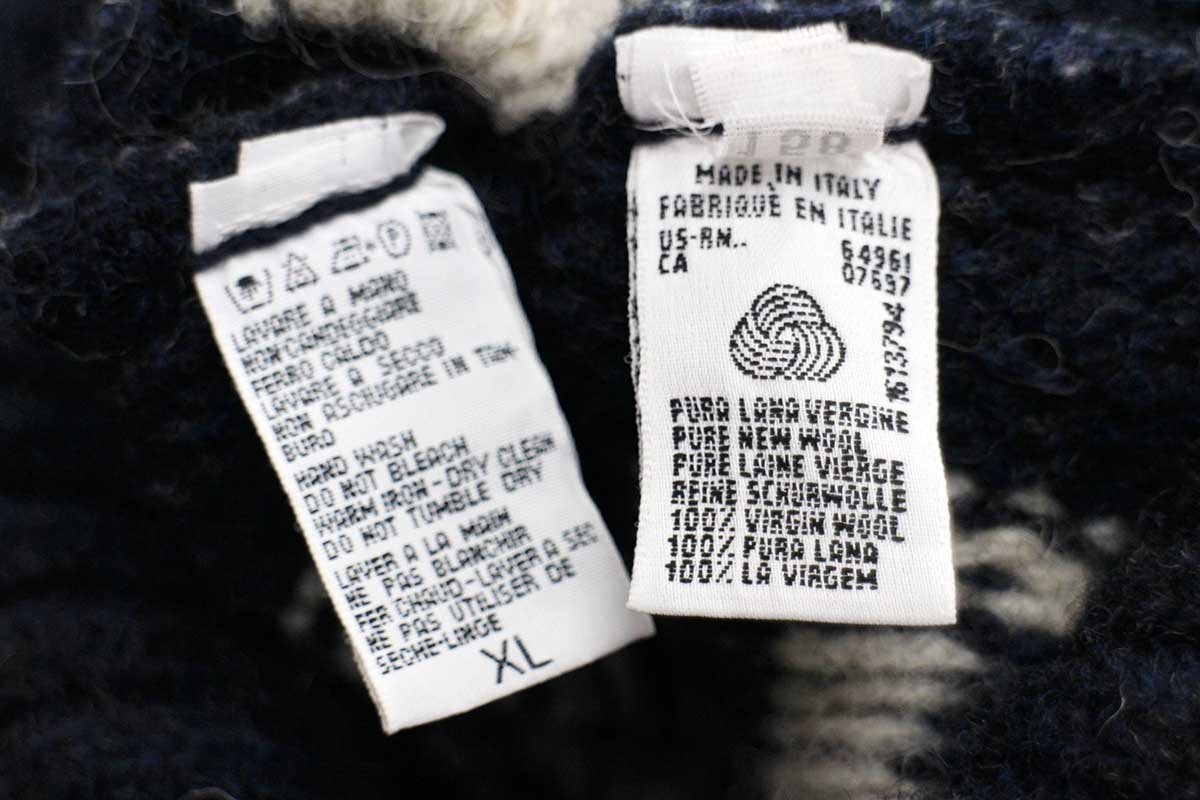 LAVARE A MANO
NON CANDEGGIARE
FERRO CALDO
LAVARE A SECCO
NON ASCIUGARE IN TAM-
BURO
HAND WASH
DO NOT BLEACH
WARM IRON-DRY CLEAN
DO NOT TUMBLE DRY
LAVER A LA MAIN
NE PAS BLANCHIR
FER CHAUD-LAVER A SEC
NE PAS UTILISER DE
SECHE-LINGE
XL
MADE IN ITALY
FABRIQUÈ EN ITALIE
US-RN..
64961
CA
07697
1613794
PURA LANA VERGINE
PURE NEW WOOL
PURE LAINE VIERGE
REINE SCHURWOLLE
100% VIRGIN WOOL
100% PURA LANA
100% LA VIRGEM